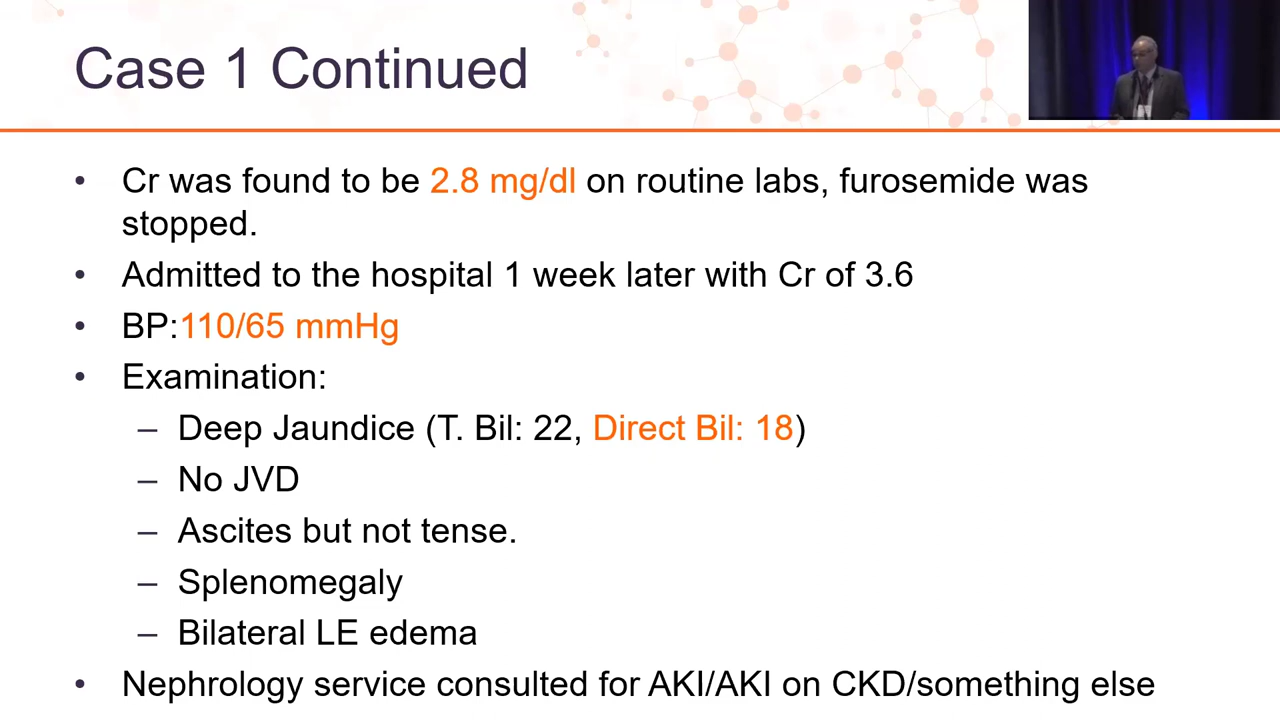 Case 1 Continued
• Cr was found to be 2.8 mg/dl on routine labs, furosemide was
stopped.
• Admitted to the hospital 1 week later with Cr of 3.6
• BP:110/65 mmHg
• Examination:
– Deep Jaundice (T. Bil: 22, Direct Bil: 18)
– No JVD
– Ascites but not tense.
– Splenomegaly
– Bilateral LE edema
• Nephrology service consulted for AKI/AKI on CKD/something else